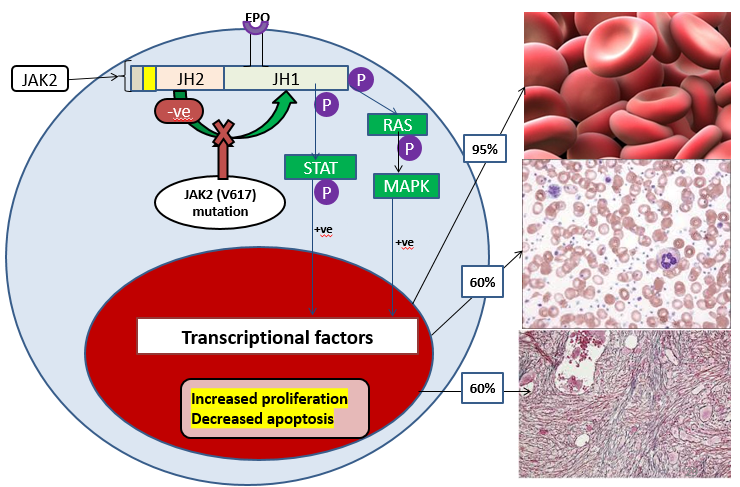 EPO
JAK2
JH2
JH1
P
-ve
P
RAS
P
95%
STAT
MAPK
P
JAK2 (V617)
mutation
+ve
+ve
60%
Transcriptional factors
60%
Increased proliferation
Decreased apoptosis